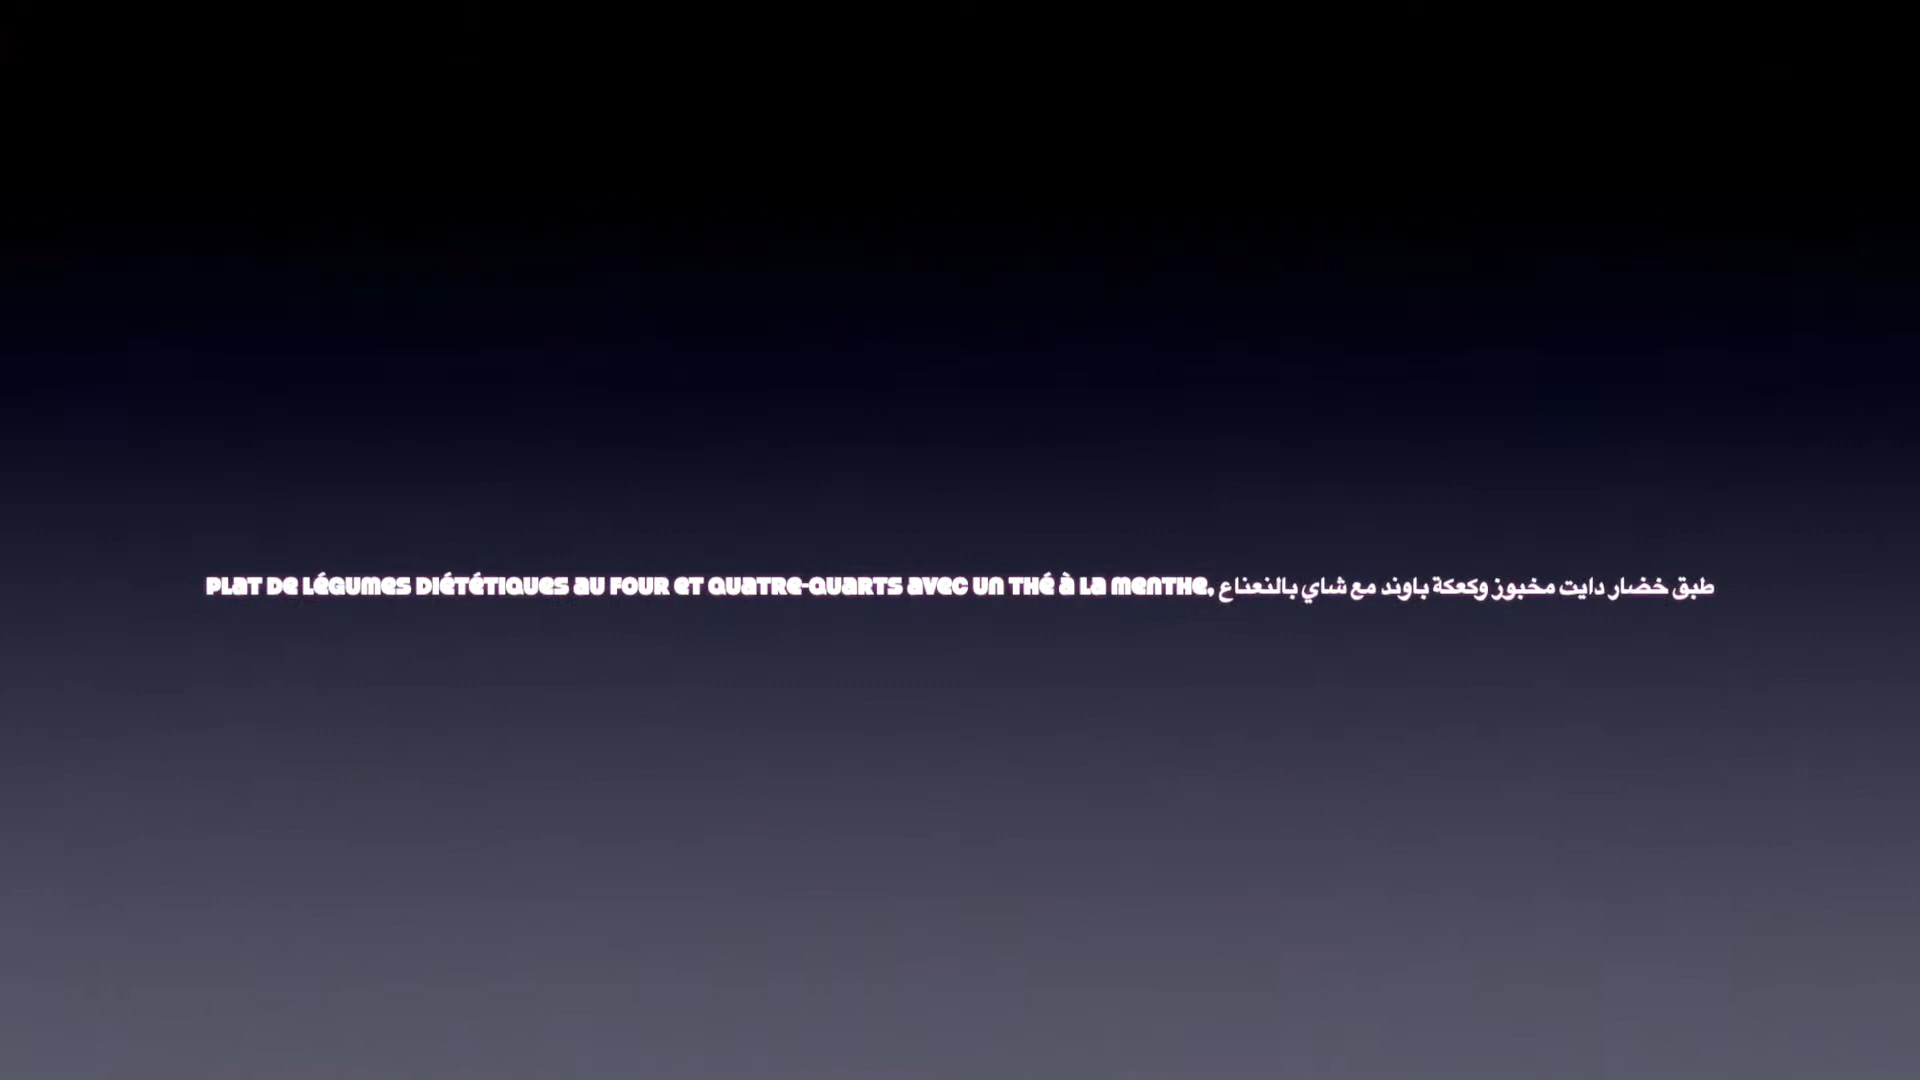 Plat de légumes diététiques au four et quatre-quarts avec un thé à la menthe, طبق خضار دايت مخبوز وكعكة باوند مع شاي بالنعناع